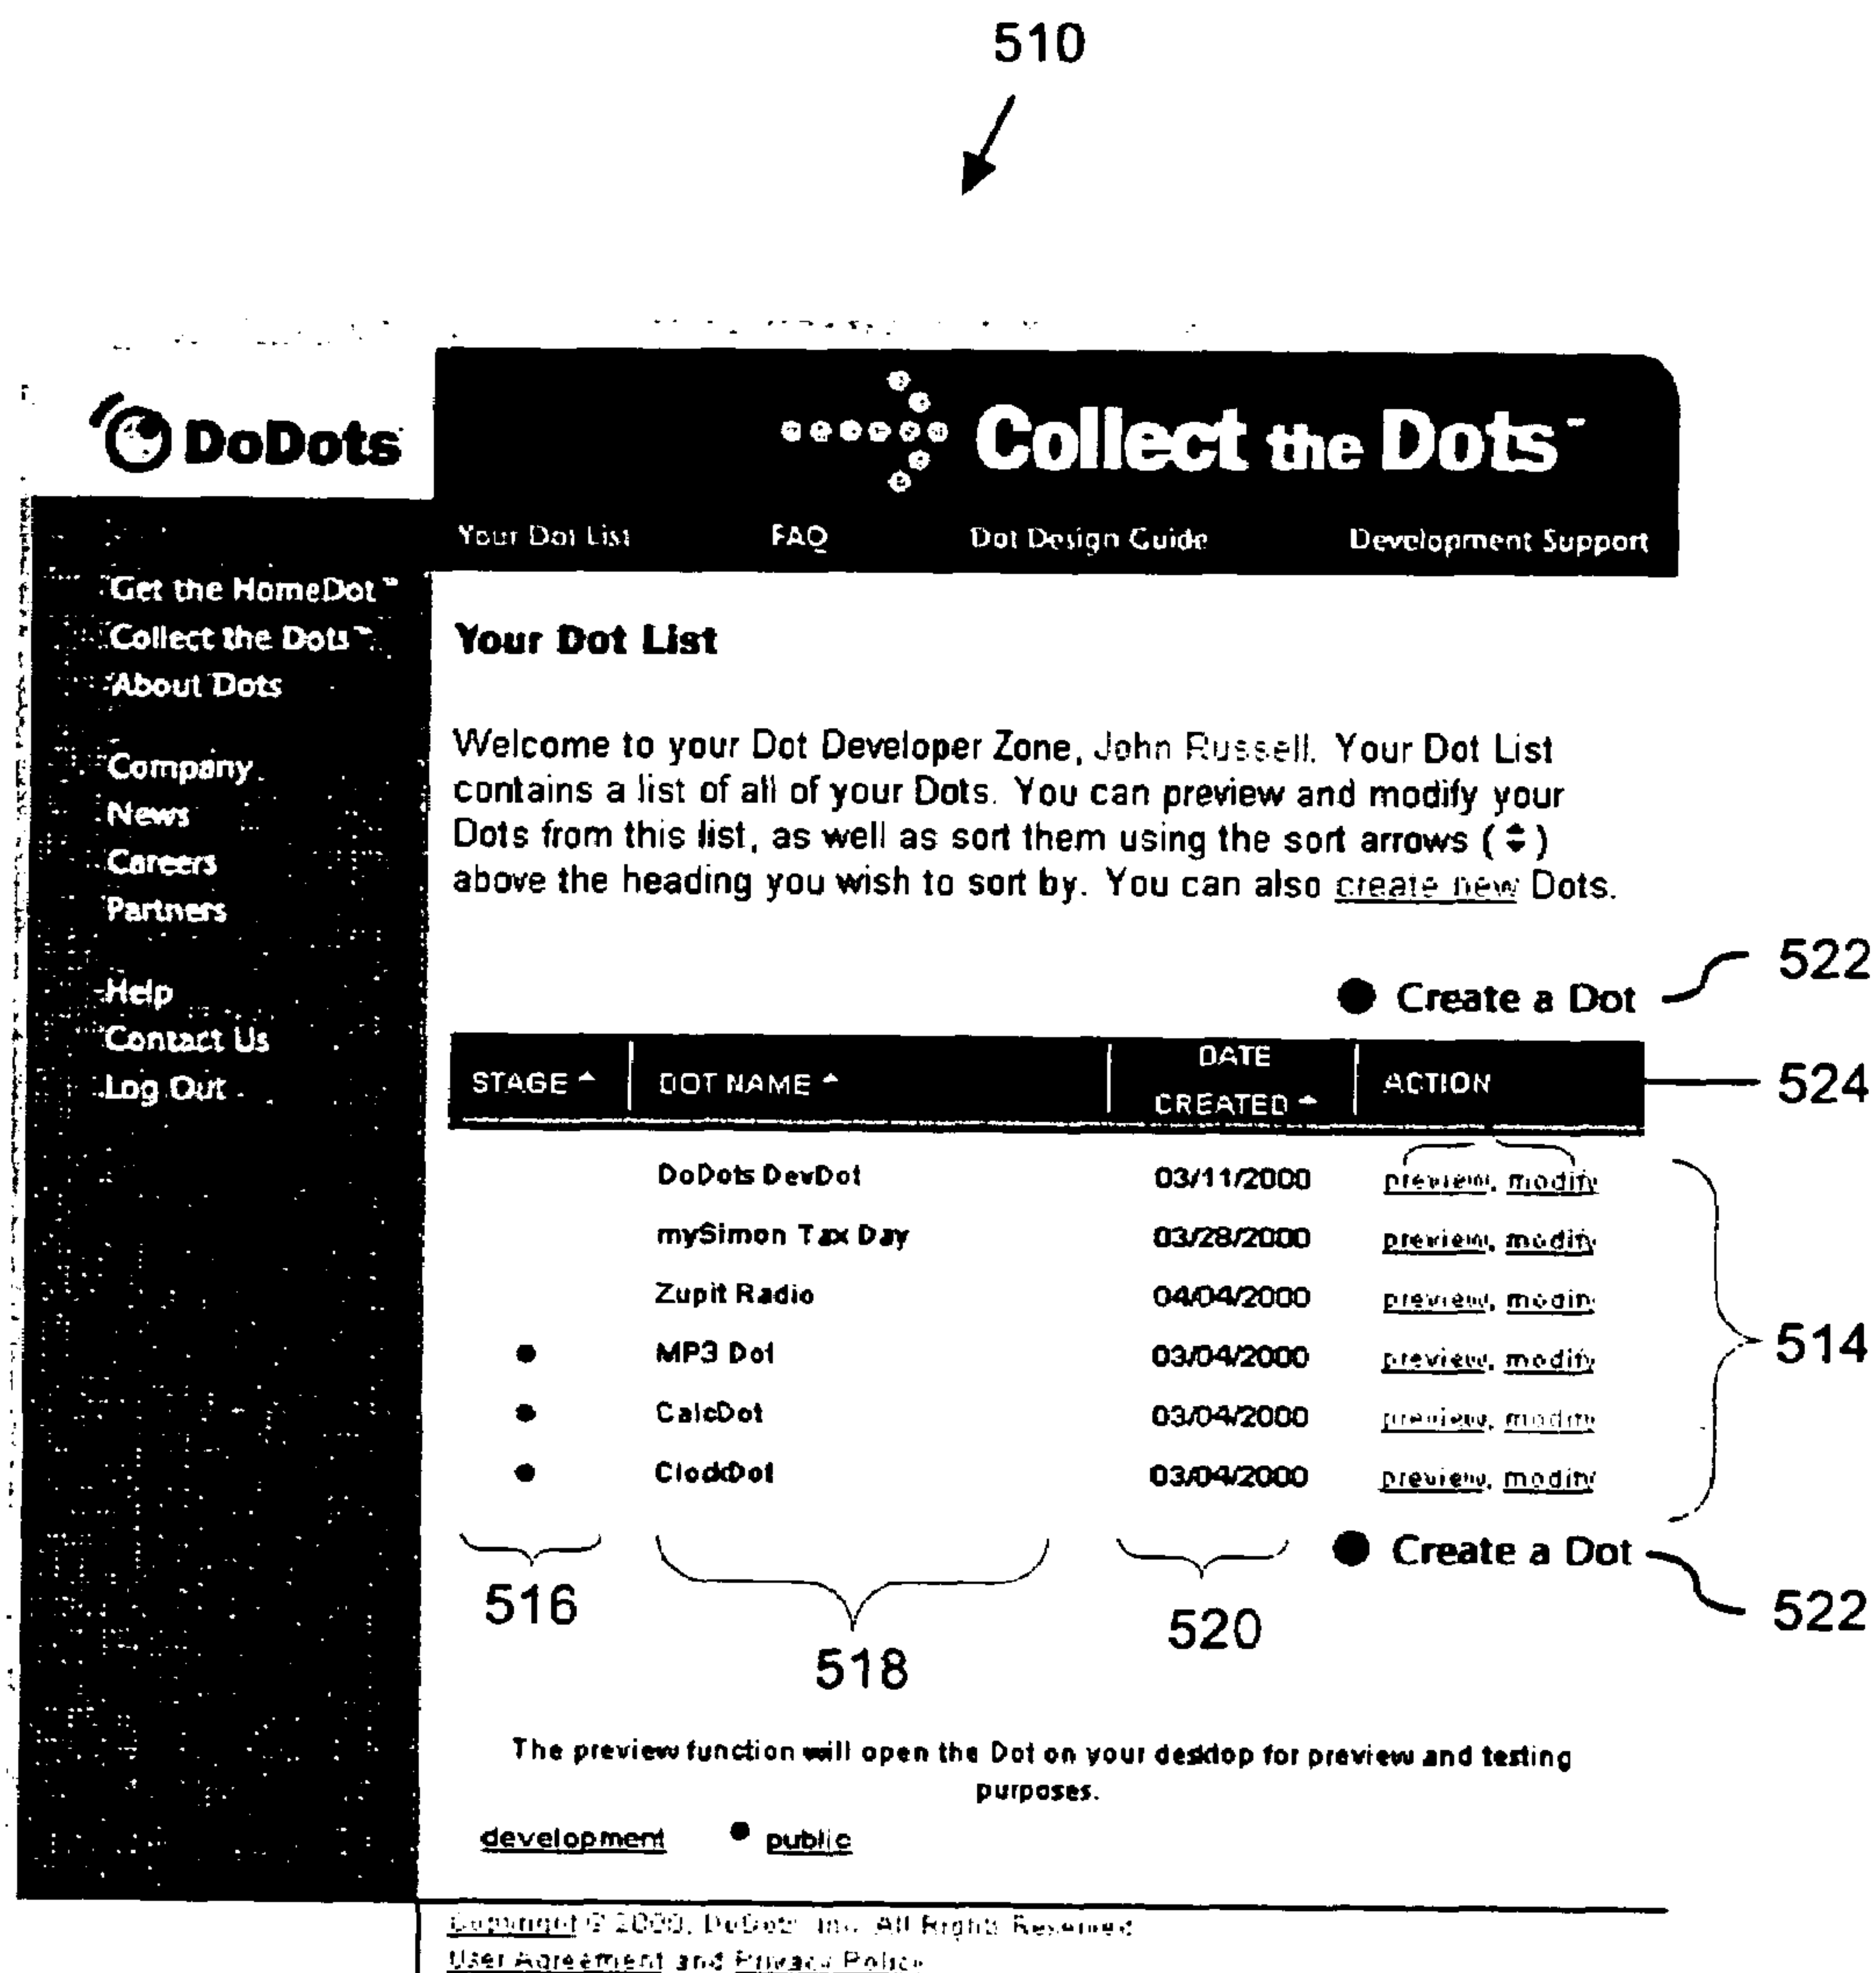 510
DoDots
Collect the Dots™
Your Dot List FAQ Dot Design Guide Development Support
Get the HomeDot™
Collect the Dots™
About Dots
Company
News
Careers
Partners
Help
Contact Us
Log Out
Your Dot List
Welcome to your Dot Developer Zone, John Russell. Your Dot List
contains a list of all of your Dots. You can preview and modify your
Dots from this list, as well as sort them using the sort arrows ( )
above the heading you wish to sort by. You can also create new Dots.
Create a Dot 522
STAGE DOT NAME DATE CREATED ACTION 524
DoDots DevDot 03/11/2000 preview, modify
mySimon Tax Day 03/28/2000 preview, modify
Zupit Radio 04/04/2000 preview, modify
MP3 Dot 03/04/2000 preview, modify
514
CalcDot 03/04/2000 preview, modify
ClockDot 03/04/2000 preview, modify
Create a Dot 522
516 518 520
The preview function will open the Dot on your desktop for preview and testing
purposes.
development public
Copyright © 2000, DoDots, Inc. All Rights Reserved
User Agreement and Privacy Policy